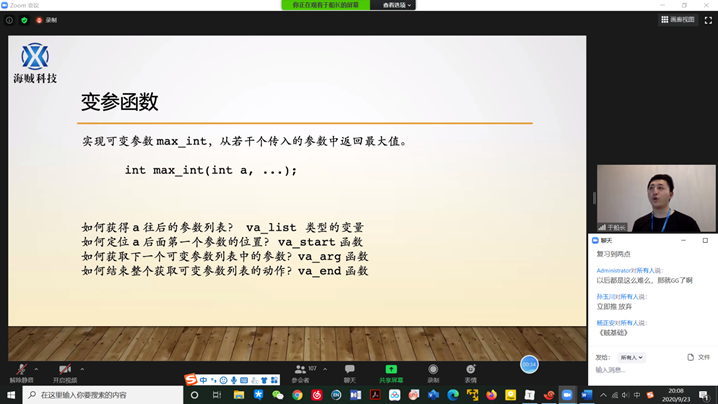 Zoom 会议
你正在观看于船长的屏幕
查看选项
录制
画廊视图
海贼科技
变参函数
实现可变参数 max_int，从若干个传入的参数中返回最大值。
int max_int(int a, ...);
如何获得 a 往后的参数列表？ va_list 类型的变量
如何定位 a 后面第一个参数的位置？va_start 函数
如何获取下一个可变参数列表中的参数？va_arg 函数
如何结束整个获取可变参数列表的动作？va_end 函数
于船长
聊天
复习到两点
Administrator对所有人说：
以后都是这么难么，那就GG了啊
孙玉川对所有人说：
立即推 放弃
杨正安对所有人说：
《贼基础》
发给：
所有人
文件
输入消息...
解除静音
开启视频
参会者
107
聊天
共享屏幕
录制
表情
中
在这里输入你要搜索的内容
中
20:08
2020/9/23